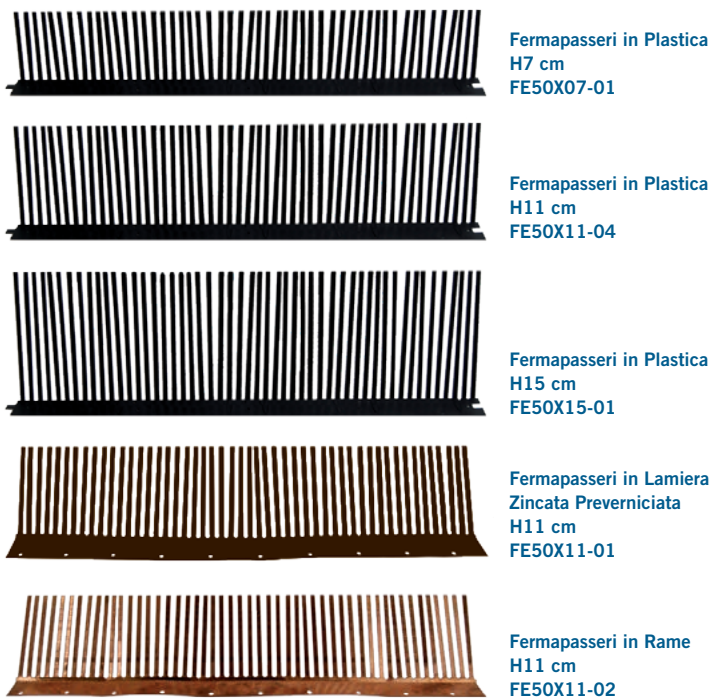 Fermapasseri in Plastica
H7 cm
FE50X07-01
Fermapasseri in Plastica
H11 cm
FE50X11-04
Fermapasseri in Plastica
H15 cm
FE50X15-01
Fermapasseri in Lamiera
Zincata Preverniciata
H11 cm
FE50X11-01
Fermapasseri in Rame
H11 cm
FE50X11-02